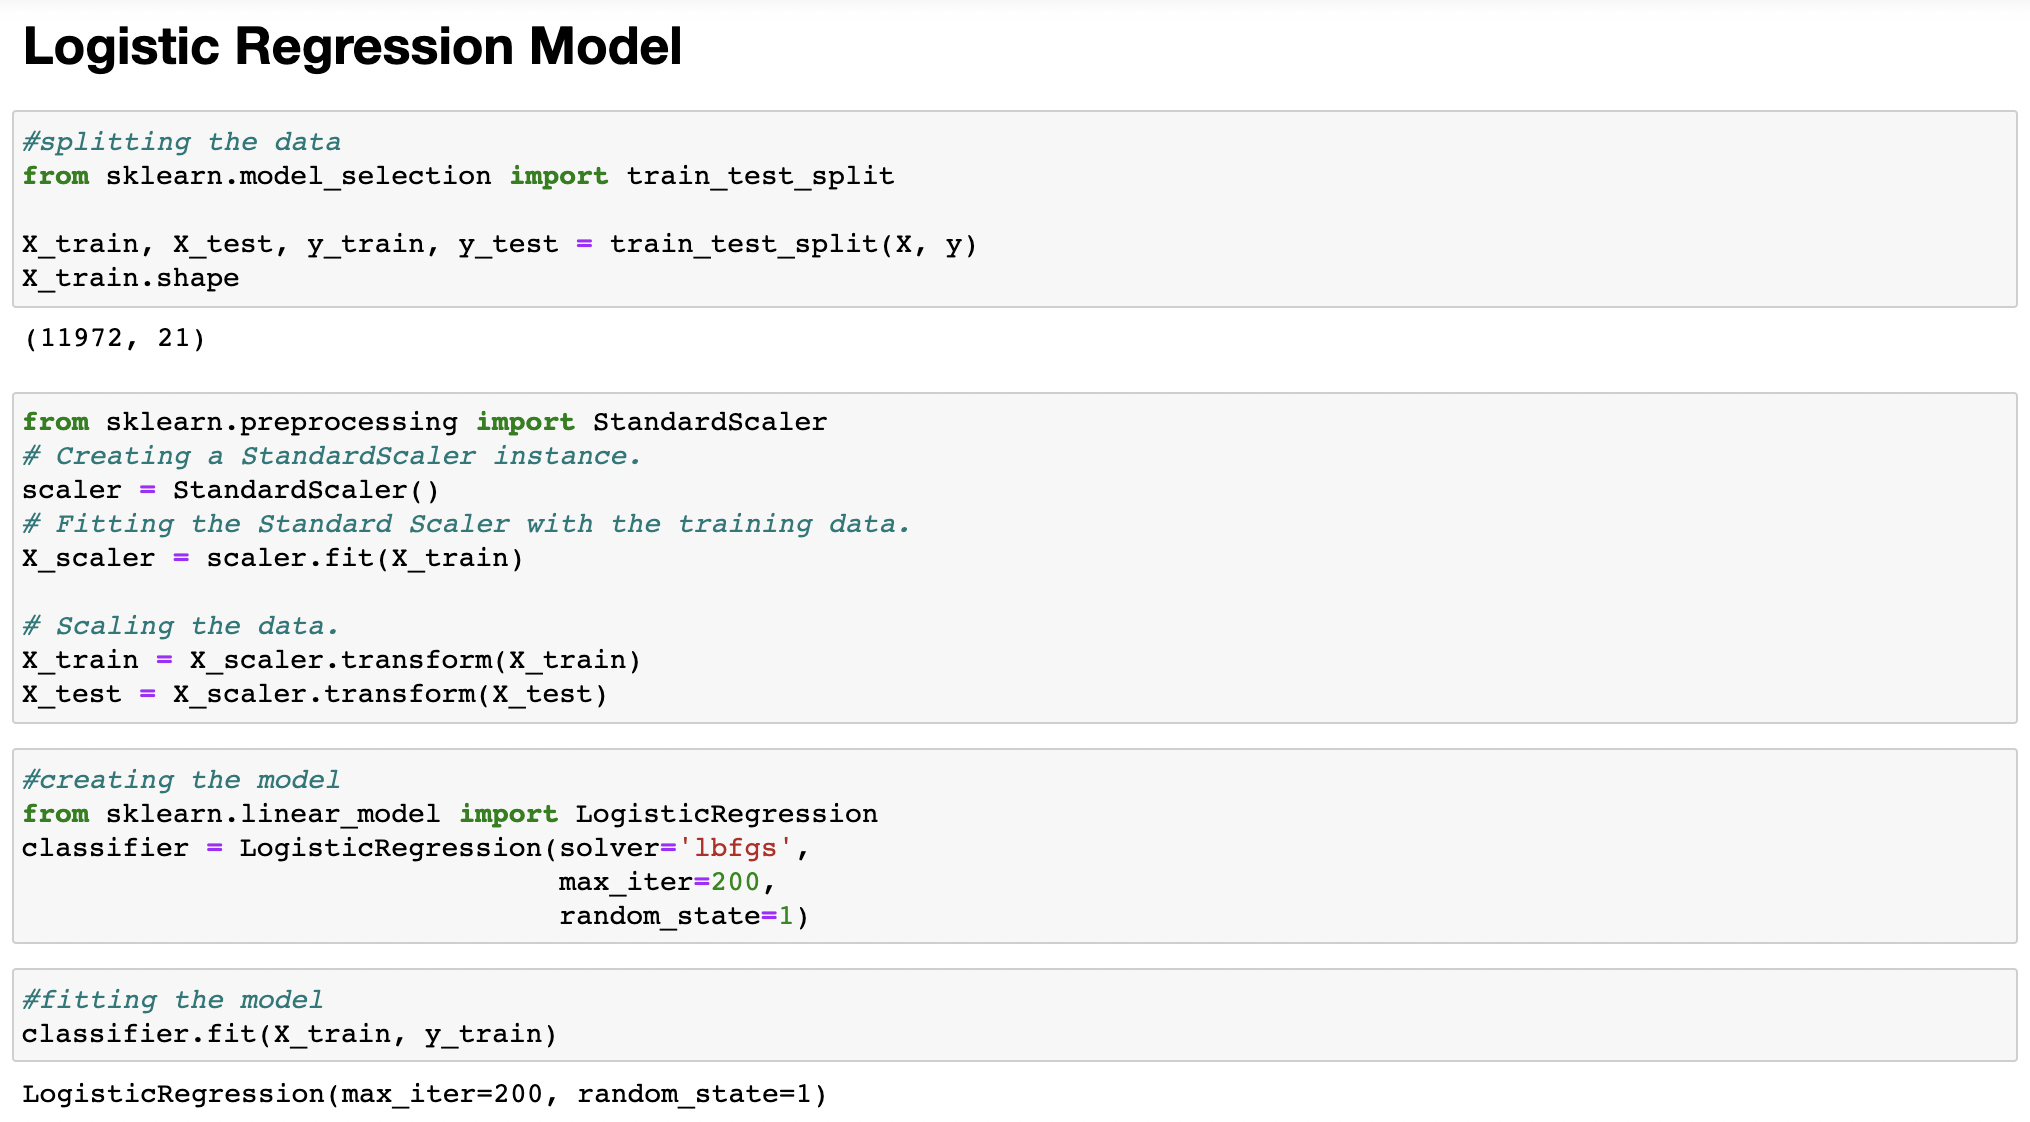 Logistic Regression Model
#splitting the data
from sklearn.model_selection import train_test_split
X_train, X_test, y_train, y_test = train_test_split(X, y)
X_train.shape
(11972, 21)
from sklearn.preprocessing import StandardScaler
# Creating a StandardScaler instance.
scaler = StandardScaler()
# Fitting the Standard Scaler with the training data.
X_scaler = scaler.fit(X_train)
# Scaling the data.
X_train = X_scaler.transform(X_train)
X_test = X_scaler.transform(X_test)
#creating the model
from sklearn.linear_model import LogisticRegression
classifier = LogisticRegression(solver='lbfgs',
max_iter=200,
random_state=1)
#fitting the model
classifier.fit(X_train, y_train)
LogisticRegression(max_iter=200, random_state=1)